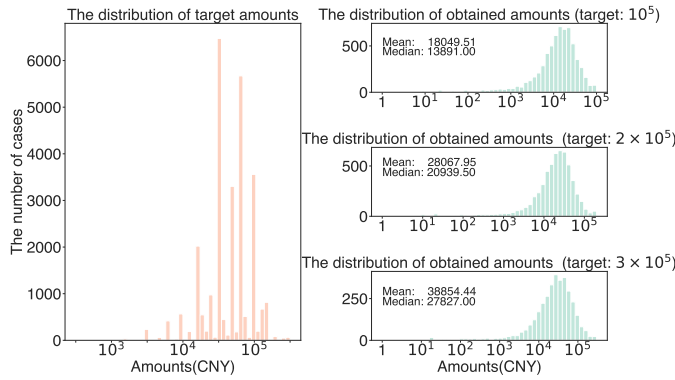 The distribution of target amounts
The number of cases
6000
5000
4000
3000
2000
1000
0
10³ 10⁴ 10⁵
Amounts(CNY)
The distribution of obtained amounts (target: 10⁵)
500
0
Mean: 18049.51
Median: 13891.00
1 10¹ 10² 10³ 10⁴ 10⁵
The distribution of obtained amounts (target: 2 × 10⁵)
500
0
Mean: 28067.95
Median: 20939.50
1 10¹ 10² 10³ 10⁴ 10⁵
The distribution of obtained amounts (target: 3 × 10⁵)
250
0
Mean: 38854.44
Median: 27827.00
1 10¹ 10² 10³ 10⁴ 10⁵
Amounts(CNY)